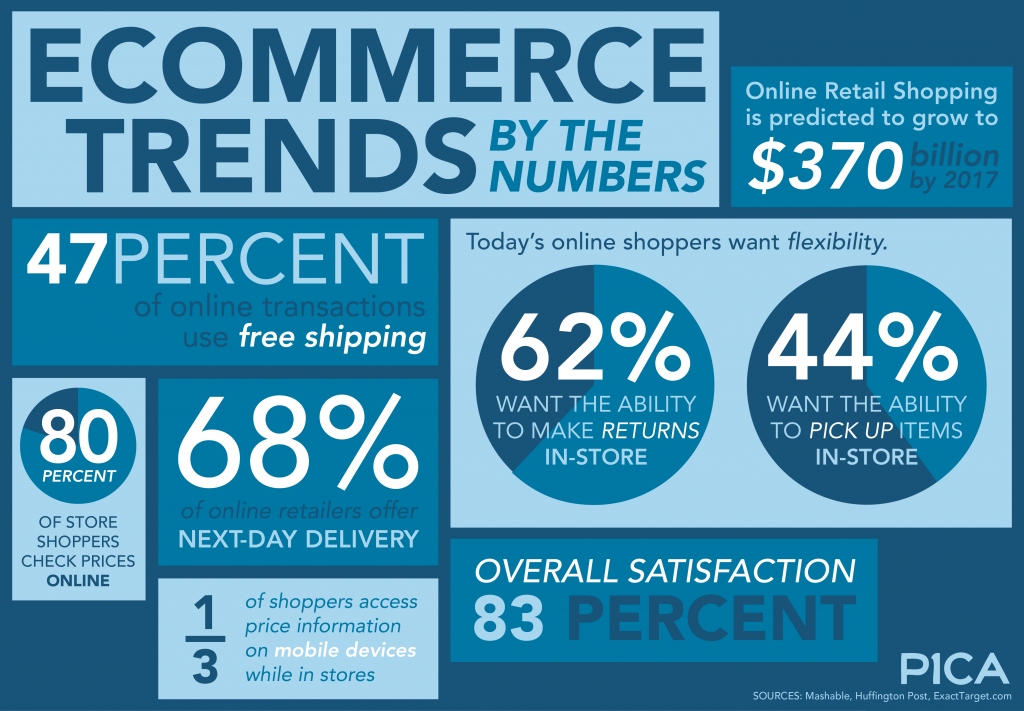 ECOMMERCE
TRENDS BY THE
NUMBERS
Online Retail Shopping
is predicted to grow to
$370 billion
by 2017
47 PERCENT
of online transactions
use free shipping
Today's online shoppers want flexibility.
62%
WANT THE ABILITY
TO MAKE RETURNS
IN-STORE
44%
WANT THE ABILITY
TO PICK UP ITEMS
IN-STORE
80
PERCENT
OF STORE
SHOPPERS
CHECK PRICES
ONLINE
68%
of online retailers offer
NEXT-DAY DELIVERY
1
3
of shoppers access
price information
on mobile devices
while in stores
OVERALL SATISFACTION
83 PERCENT
PICA
SOURCES: Mashable, Huffington Post, ExactTarget.com